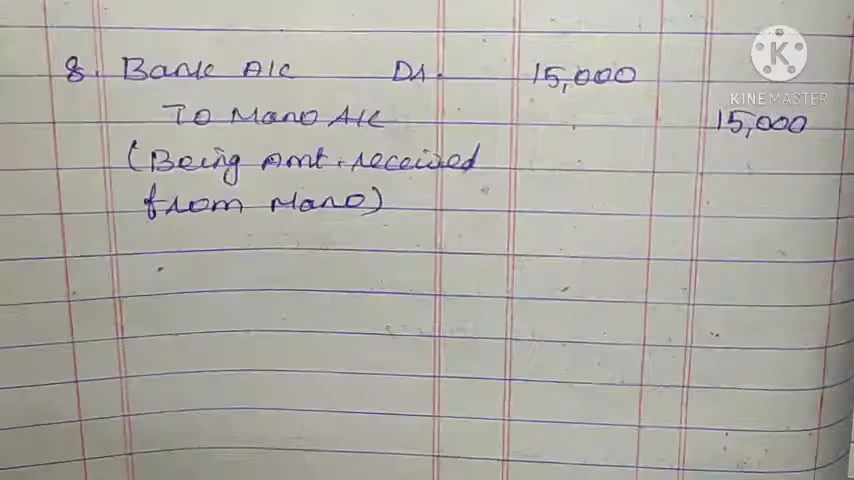 8. Bank A/c Dr. 15,000
To Mano A/c 15,000
(Being Amt. received
from Mano)
KINEMASTER